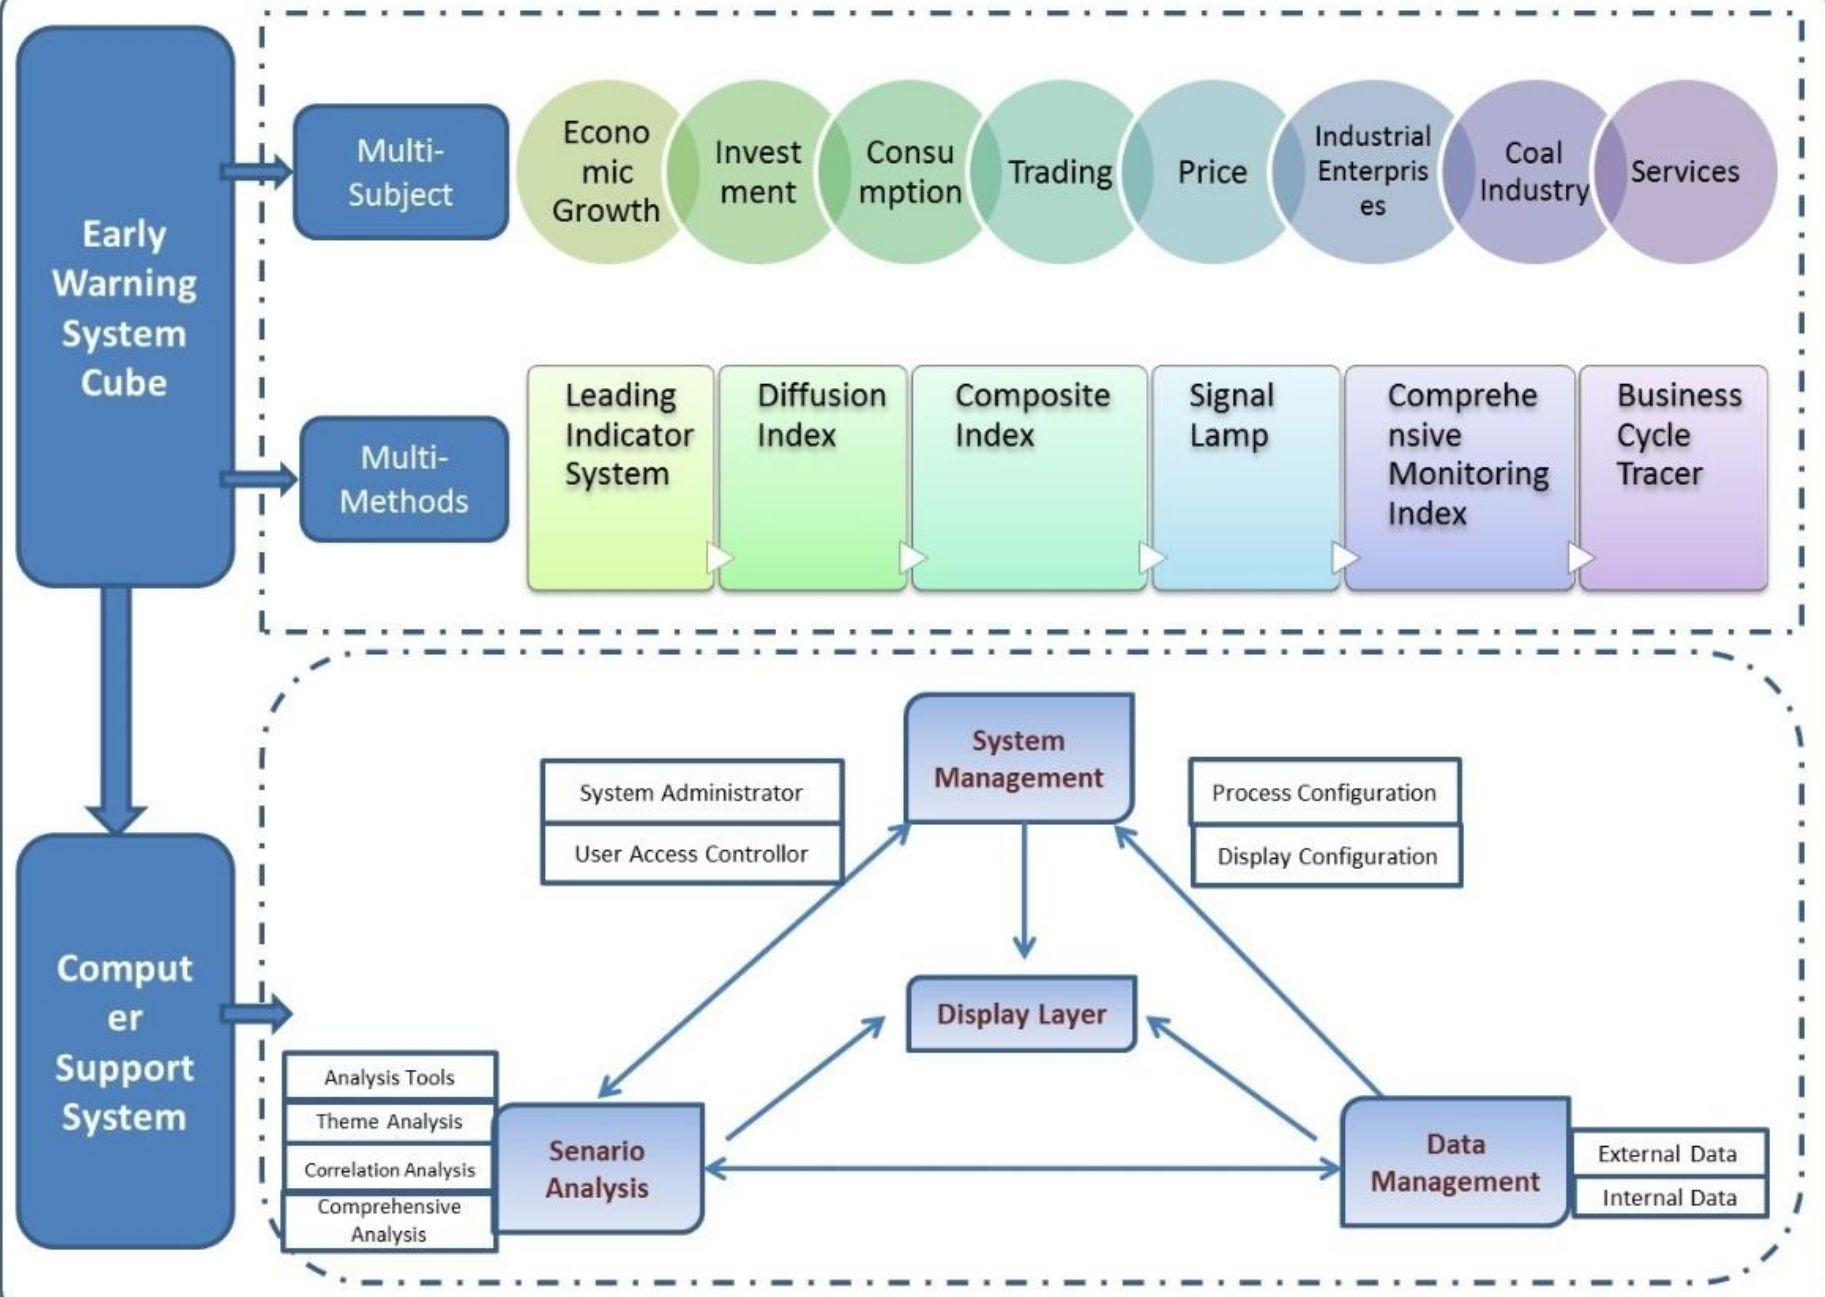 Early
Warning
System
Cube
Multi-
Subject
Econo
mic
Growth
Invest
ment
Consu
mption
Trading
Price
Industrial
Enterpris
es
Coal
Industry
Services
Multi-
Methods
Leading
Indicator
System
Diffusion
Index
Composite
Index
Signal
Lamp
Comprehe
nsive
Monitoring
Index
Business
Cycle
Tracer
Comput
er
Support
System
System
Management
System Administrator
User Access Controllor
Process Configuration
Display Configuration
Display Layer
Analysis Tools
Theme Analysis
Correlation Analysis
Comprehensive
Analysis
Senario
Analysis
Data
Management
External Data
Internal Data